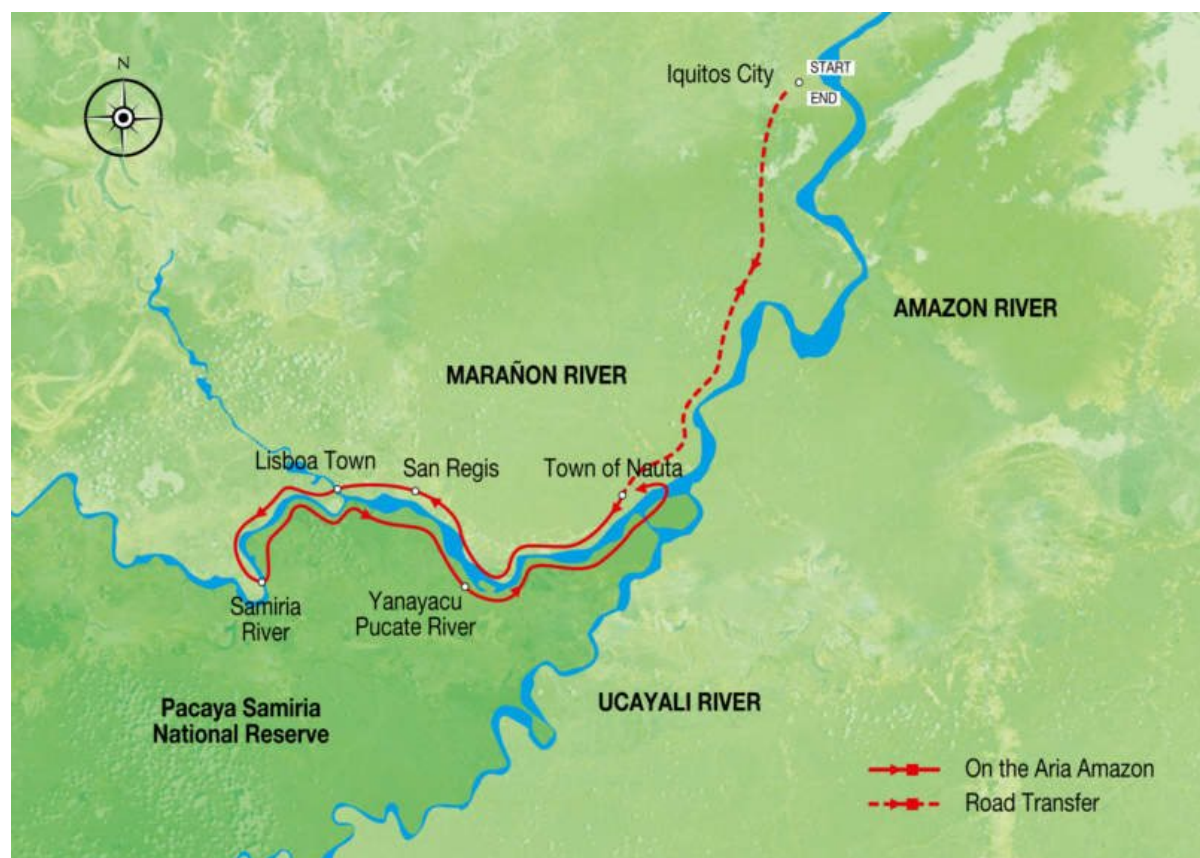 N
Iquitos City
START
END
AMAZON RIVER
MARAÑON RIVER
Lisboa Town
San Regis
Town of Nauta
Samiria
River
Yanayacu
Pucate River
UCAYALI RIVER
Pacaya Samiria
National Reserve
On the Aria Amazon
Road Transfer